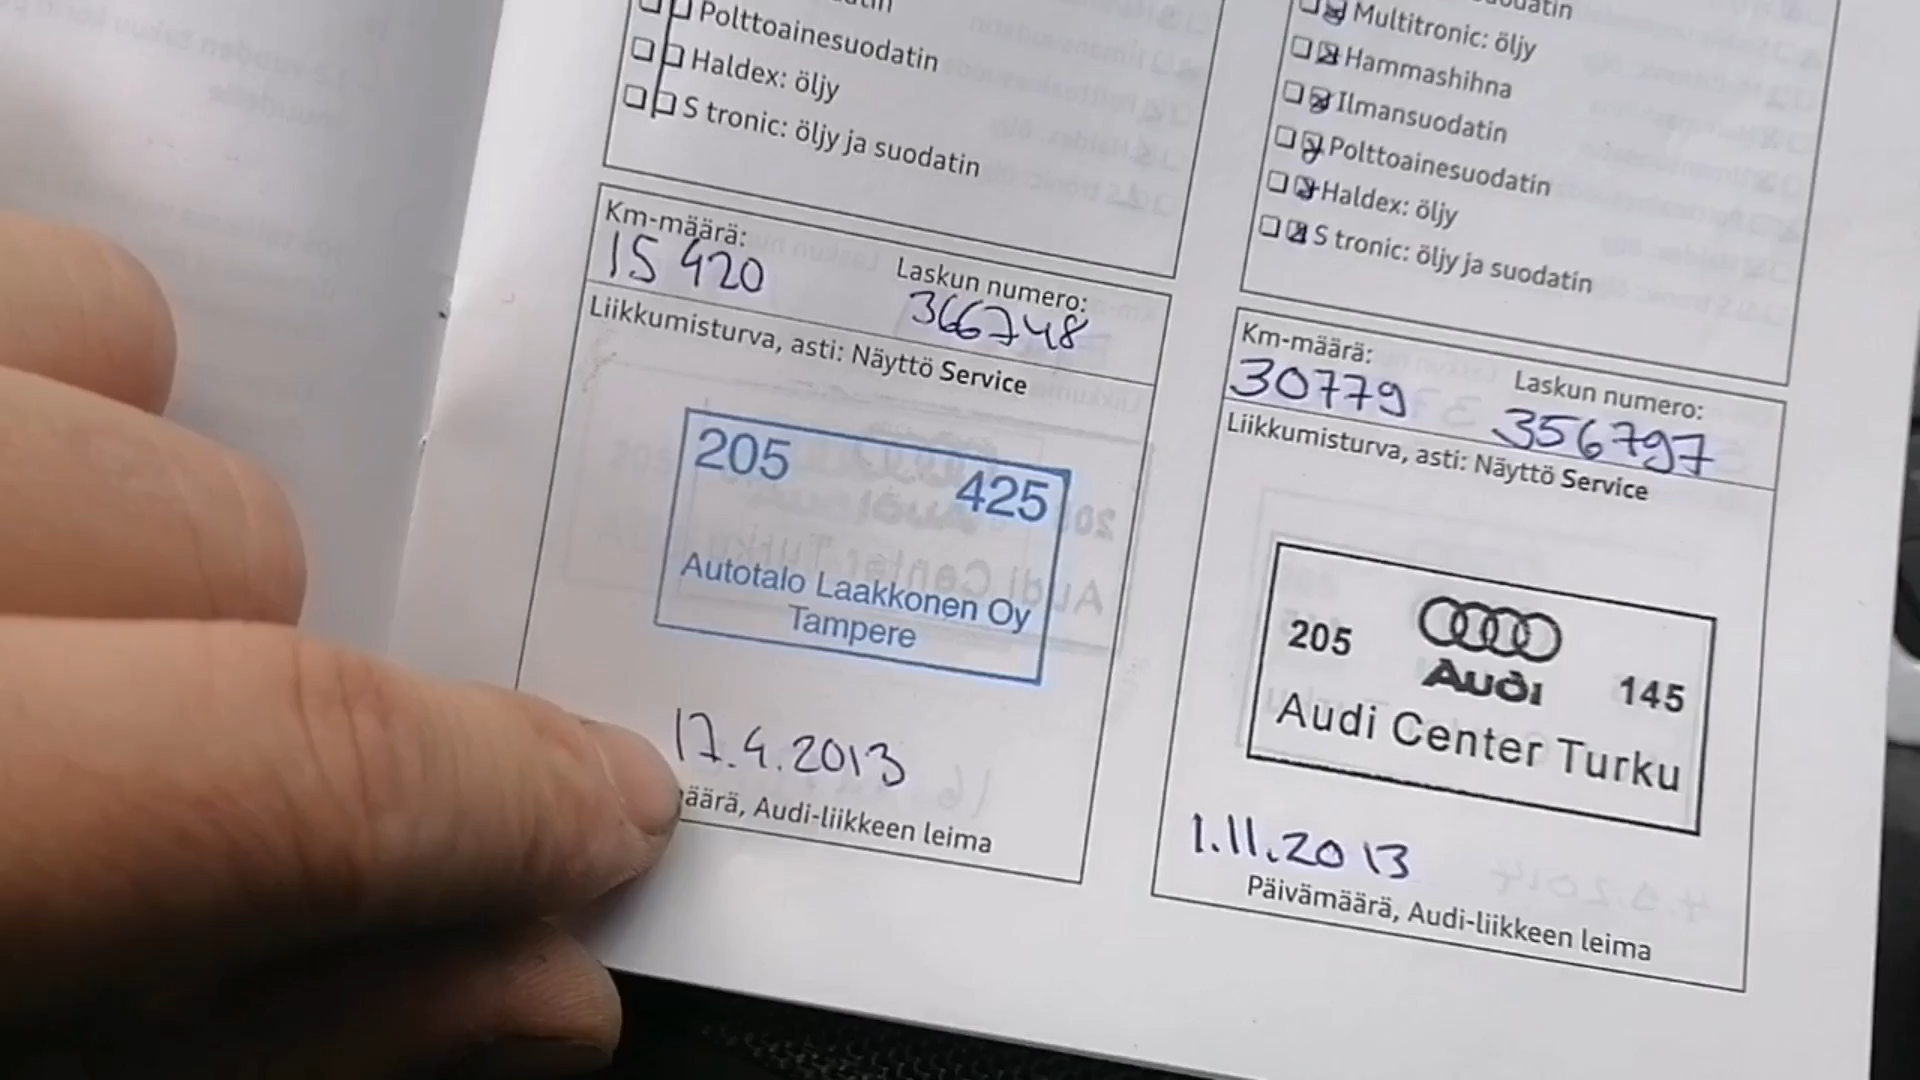 Polttoainesuodatin
Haldex: öljy
S tronic: öljy ja suodatin
Km-määrä:
15 420
Laskun numero:
366748
Liikkumisturva, asti: Näyttö Service
205
425
Autotalo Laakkonen Oy
Tampere
17.4.2013
määrä, Audi-liikkeen leima
Multitronic: öljy
Hammashihna
Ilmansuodatin
Polttoainesuodatin
Haldex: öljy
S tronic: öljy ja suodatin
Km-määrä:
30779
Laskun numero:
356797
Liikkumisturva, asti: Näyttö Service
205
Audi
145
Audi Center Turku
1.11.2013
Päivämäärä, Audi-liikkeen leima